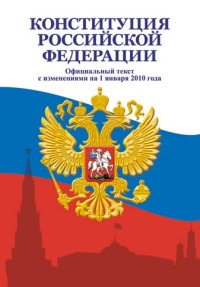 КОНСТИТУЦИЯ
РОССИЙСКОЙ
ФЕДЕРАЦИИ
Официальный текст
с изменениями на 1 января 2010 года